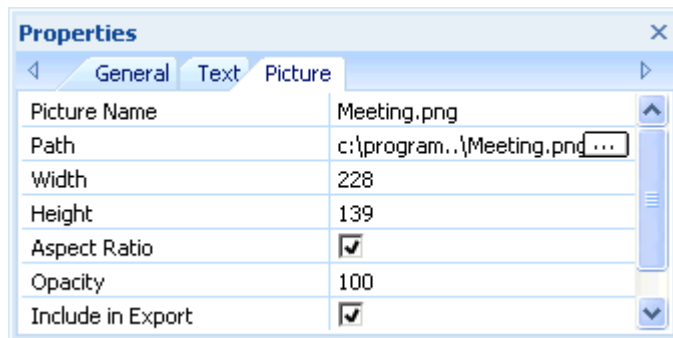 Properties
General Text Picture
Picture Name Meeting.png
Path c:\program..\Meeting.png ...
Width 228
Height 139
Aspect Ratio
Opacity 100
Include in Export